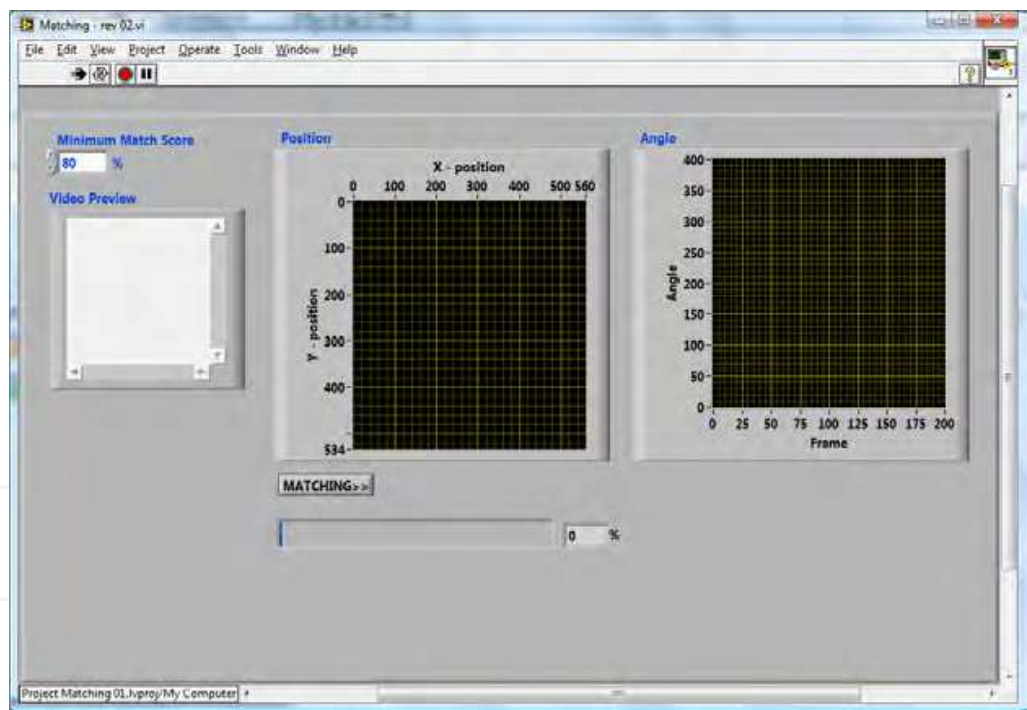 Matching - rev 02.vi
File Edit View Project Operate Tools Window Help
?
Minimum Match Score
80 %
Video Preview
Position
X - position
0 100 200 300 400 500 560
Y - position
0
100
200
300
400
534
Angle
Angle
400
350
300
250
200
150
100
50
0
0 25 50 75 100 125 150 175 200
Frame
MATCHING>>
0 %
Project Matching 01.lvproj/My Computer